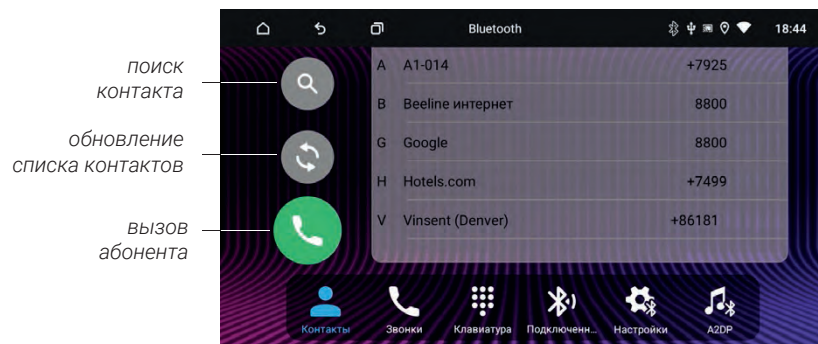 Bluetooth
18:44
поиск
контакта
обновление
списка контактов
вызов
абонента
A A1-014 +7925
B Beeline интернет 8800
G Google 8800
H Hotels.com +7499
V Vinsent (Denver) +86181
Контакты Звонки Клавиатура Подключенн... Настройки A2DP